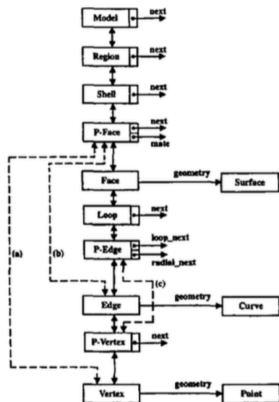 Model
next
Region
next
Shell
next
P-Face
next
mate
geometry
Face
Surface
Loop
next
(a)
(b)
P-Edge
loop_next
radial_next
(c)
geometry
Edge
Curve
P-Vertex
next
geometry
Vertex
Point